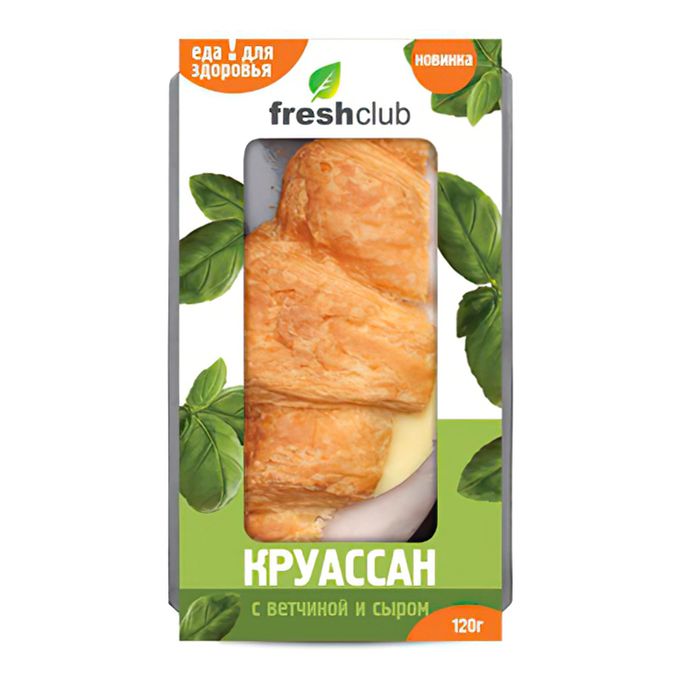 еда ! для
здоровья
новинка
freshclub
КРУАССАН
с ветчиной и сыром
120г